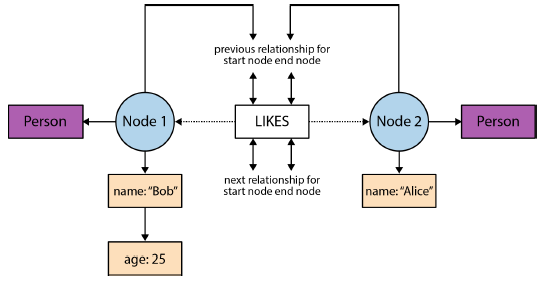 previous relationship for
start node end node
Person
Node 1
LIKES
Node 2
Person
name: "Bob"
next relationship for
start node end node
name: "Alice"
age: 25